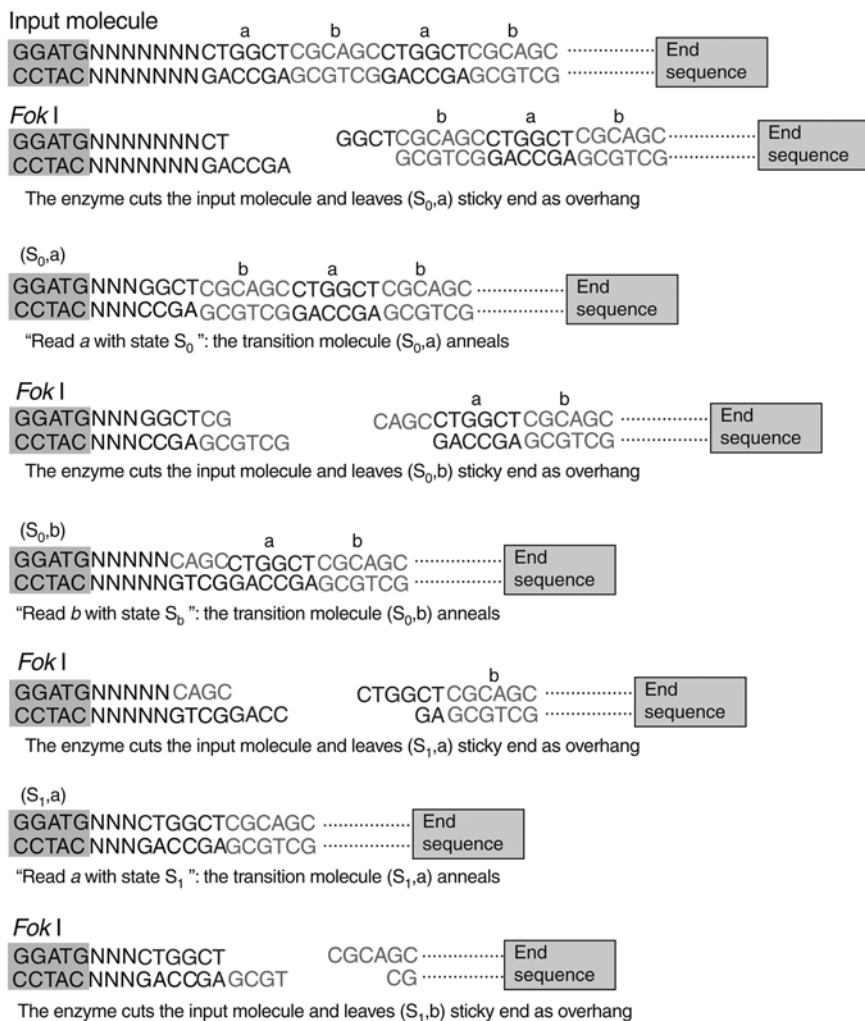 Input molecule
a b a b
GGATGNNNNNNNCTGGCTCGCAGCCTGGCTCGCAGC End
CCTACNNNNNNNGACCGAGCGTCGGACCGAGCGTCG sequence
Fok I
b a b
GGATGNNNNNNNCT GGCTCGCAGCCTGGCTCGCAGC End
CCTACNNNNNNNGACCGA GCGTCGGACCGAGCGTCG sequence
The enzyme cuts the input molecule and leaves (S0,a) sticky end as overhang
(S0,a)
b a b
GGATGNNNGGCTCGCAGCCTGGCTCGCAGC End
CCTACNNNCCGAGCGTCGGACCGAGCGTCG sequence
“Read a with state S0”: the transition molecule (S0,a) anneals
Fok I
a b
GGATGNNNGGCTCG CAGCCTGGCTCGCAGC End
CCTACNNNCCGAGCGTCG GACCGAGCGTCG sequence
The enzyme cuts the input molecule and leaves (S0,b) sticky end as overhang
(S0,b)
a b
GGATGNNNNNCAGCCTGGCTCGCAGC End
CCTACNNNNNGTCGGACCGAGCGTCG sequence
“Read b with state Sb”: the transition molecule (S0,b) anneals
Fok I
b
GGATGNNNNNCAGC CTGGCTCGCAGC End
CCTACNNNNNGTCGGACC GAGCGTCG sequence
The enzyme cuts the input molecule and leaves (S1,a) sticky end as overhang
(S1,a)
GGATGNNNCTGGCTCGCAGC End
CCTACNNNGACCGAGCGTCG sequence
“Read a with state S1”: the transition molecule (S1,a) anneals
Fok I
GGATGNNNCTGGCT CGCAGC End
CCTACNNNGACCGAGCGT CG sequence
The enzyme cuts the input molecule and leaves (S1,b) sticky end as overhang